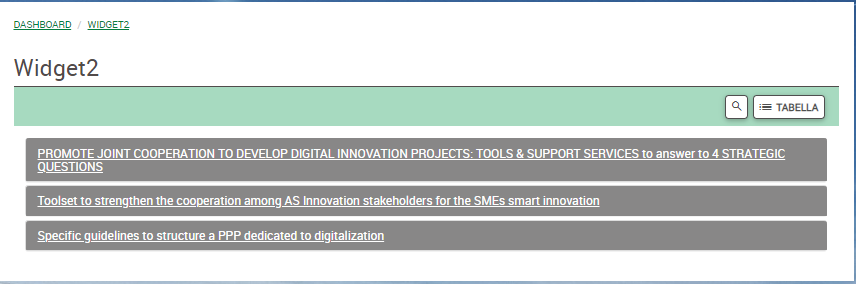 DASHBOARD / WIDGET2
Widget2
TABELLA
PROMOTE JOINT COOPERATION TO DEVELOP DIGITAL INNOVATION PROJECTS: TOOLS & SUPPORT SERVICES to answer to 4 STRATEGIC
QUESTIONS
Toolset to strengthen the cooperation among AS Innovation stakeholders for the SMEs smart innovation
Specific guidelines to structure a PPP dedicated to digitalization